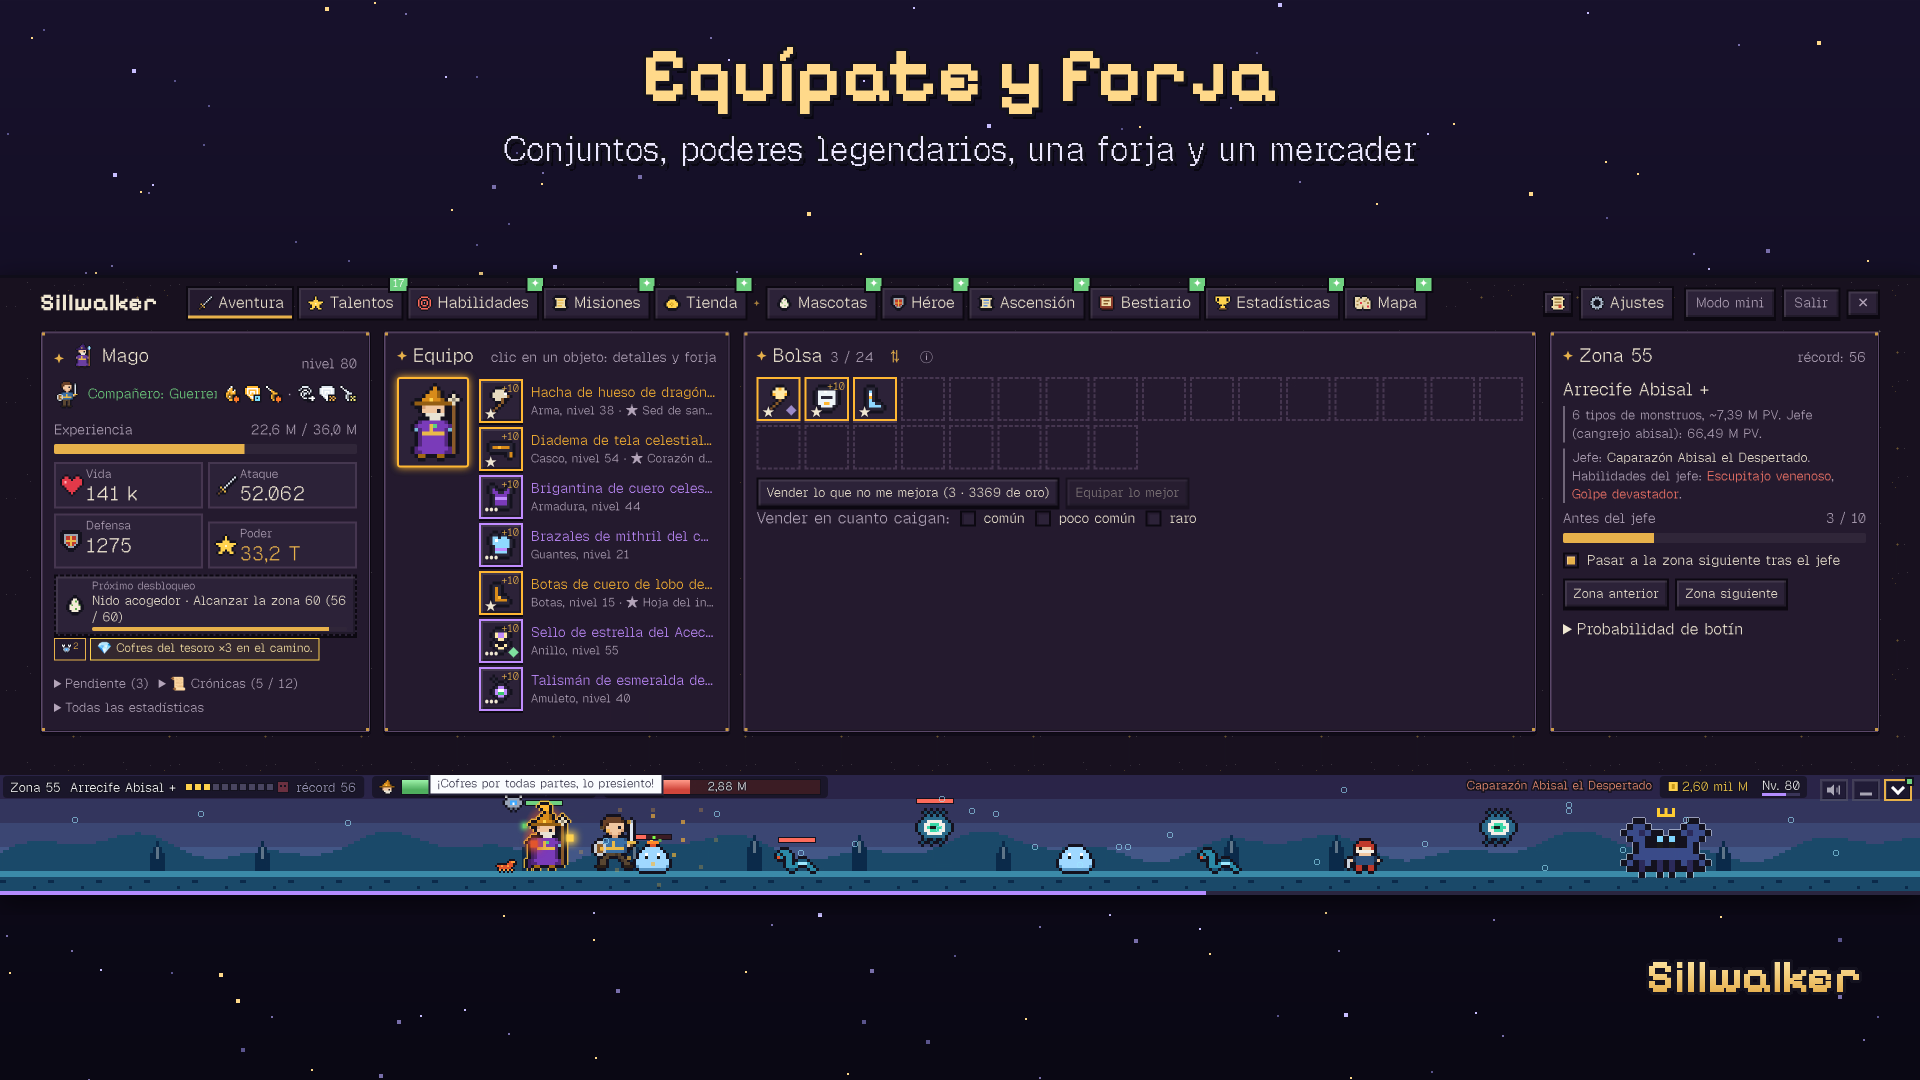 Equípate y forja
Conjuntos, poderes legendarios, una forja y un mercader
Sillwalker
Aventura
Talentos
17
Habilidades
Misiones
Tienda
Mascotas
Héroe
Ascensión
Bestiario
Estadísticas
Mapa
Ajustes
Modo mini
Salir
×
Mago
nivel 80
Compañero: Guerrer
Experiencia
22,6 M / 36,0 M
Vida
141 k
Ataque
52.062
Defensa
1275
Poder
33,2 T
Próximo desbloqueo
Nido acogedor · Alcanzar la zona 60 (56
/ 60)
2
Cofres del tesoro ×3 en el camino.
Pendiente (3)
Crónicas (5 / 12)
Todas las estadísticas
Equipo
clic en un objeto: detalles y forja
+10
Hacha de hueso de dragón...
Arma, nivel 38 · ★ Sed de san...
+10
Diadema de tela celestial...
Casco, nivel 54 · ★ Corazón d...
+10
Brigantina de cuero celes...
Armadura, nivel 44
+10
Brazales de mithril del c...
Guantes, nivel 21
+10
Botas de cuero de lobo de...
Botas, nivel 15 · ★ Hoja del in...
+10
Sello de estrella del Acec...
Anillo, nivel 55
+10
Talismán de esmeralda de...
Amuleto, nivel 40
Bolsa 3 / 24
+10
Vender lo que no me mejora (3 · 3369 de oro)
Equipar lo mejor
Vender en cuanto caigan:
común
poco común
raro
Zona 55
récord: 56
Arrecife Abisal +
6 tipos de monstruos, ~7,39 M PV. Jefe
(cangrejo abisal): 66,49 M PV.
Jefe: Caparazón Abisal el Despertado.
Habilidades del jefe: Escupitajo venenoso,
Golpe devastador.
Antes del jefe
3 / 10
Pasar a la zona siguiente tras el jefe
Zona anterior
Zona siguiente
Probabilidad de botín
Zona 55 Arrecife Abisal +
récord 56
¡Cofres por todas partes, lo presiento!
2,88 M
Caparazón Abisal el Despertado
2,60 mil M
Nv. 80
Sillwalker